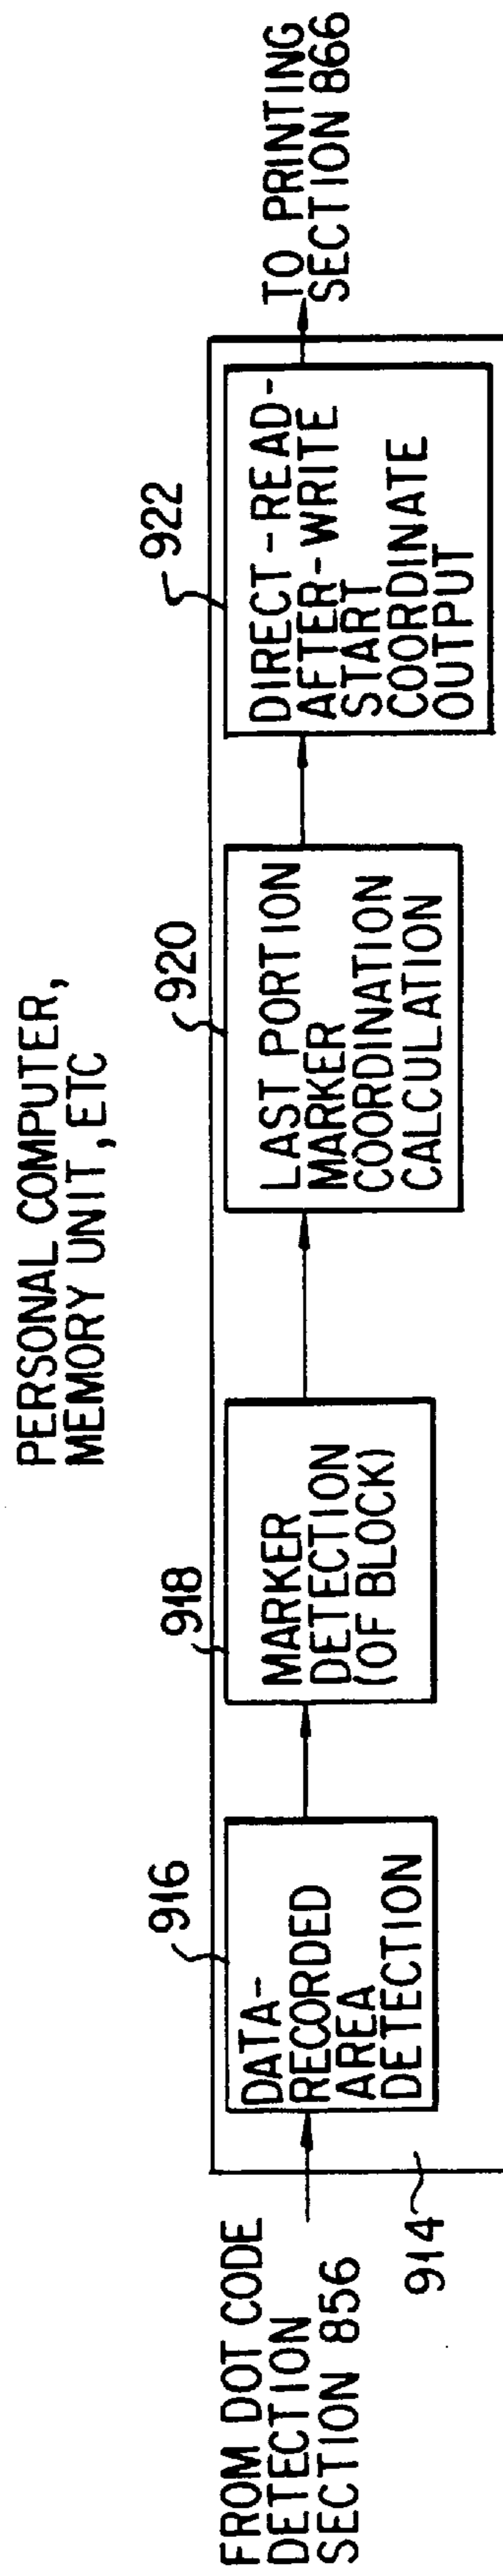 PERSONAL COMPUTER,
MEMORY UNIT, ETC
FROM DOT CODE
DETECTION
SECTION 856
914
916
DATA-
RECORDED
AREA
DETECTION
918
MARKER
DETECTION
(OF BLOCK)
920
LAST PORTION
MARKER
COORDINATION
CALCULATION
922
DIRECT-READ-
AFTER-WRITE
START
COORDINATE
OUTPUT
TO PRINTING
SECTION 866